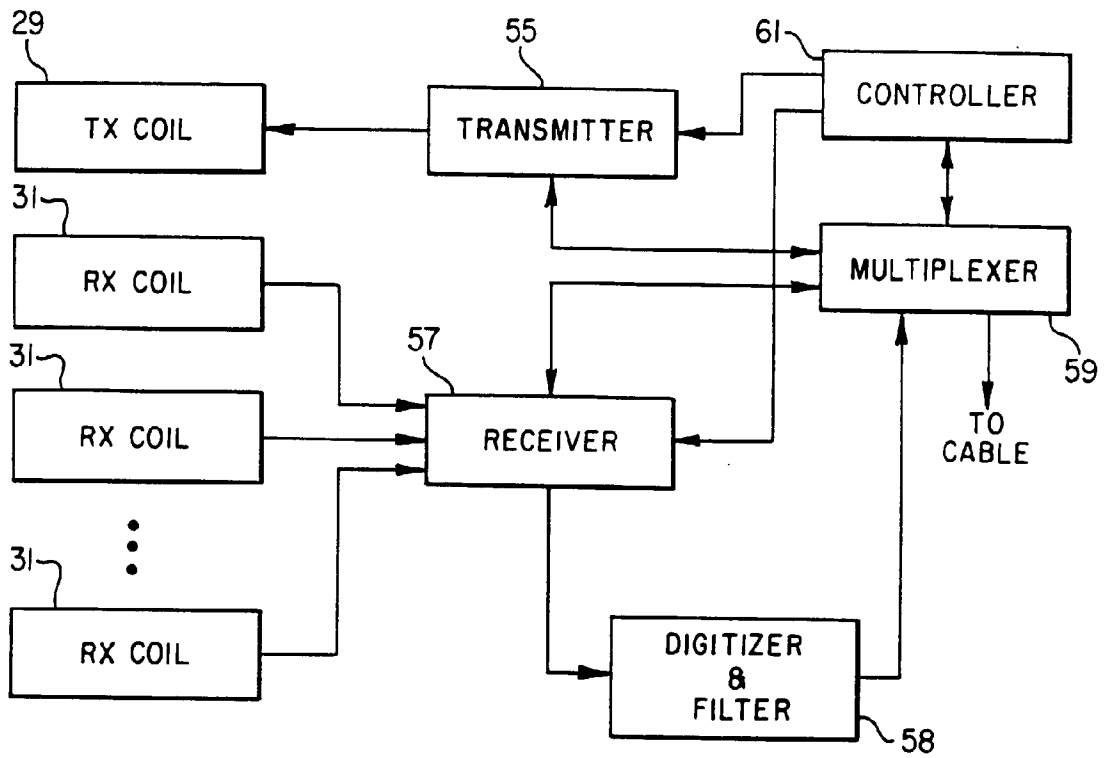 29
TX COIL
55
TRANSMITTER
61
CONTROLLER
31
RX COIL
MULTIPLEXER
59
31
RX COIL
57
RECEIVER
TO
CABLE
31
RX COIL
DIGITIZER
&
FILTER
58